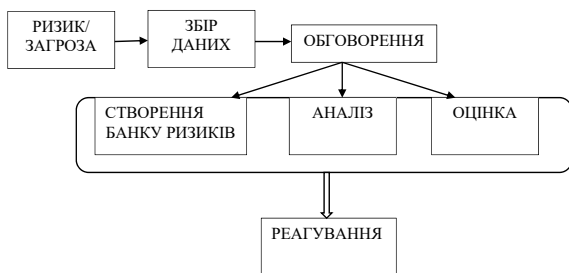 РИЗИК/
ЗАГРОЗА
ЗБІР
ДАНИХ
ОБГОВОРЕННЯ
СТВОРЕННЯ
БАНКУ РИЗИКІВ
АНАЛІЗ
ОЦІНКА
РЕАГУВАННЯ